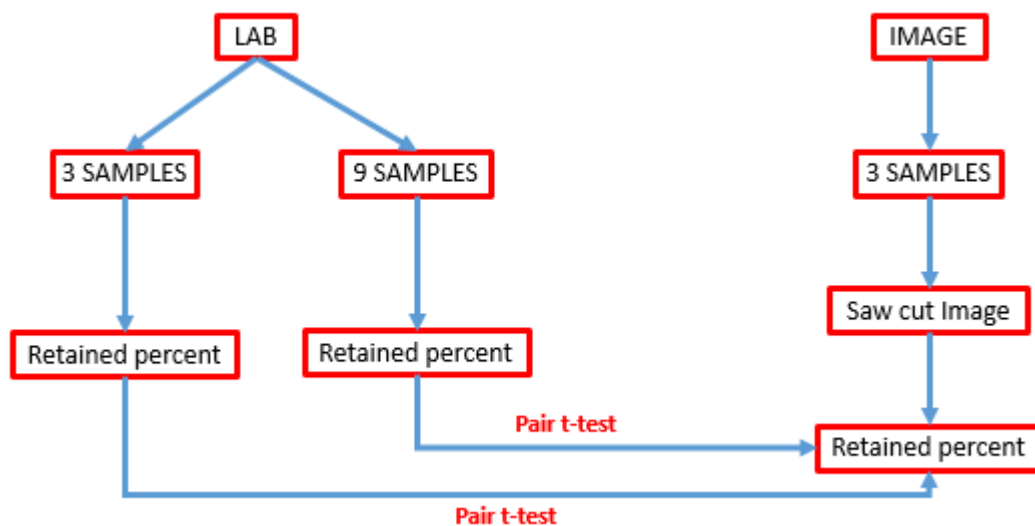 LAB
IMAGE
3 SAMPLES
9 SAMPLES
3 SAMPLES
Saw cut Image
Retained percent
Retained percent
Pair t-test
Retained percent
Pair t-test